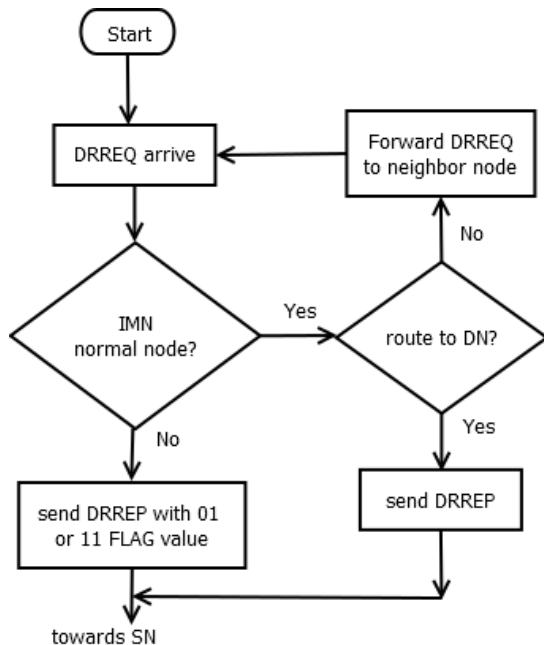 Start
DRREQ arrive
Forward DRREQ
to neighbor node
No
IMN
normal node?
Yes
route to DN?
No
Yes
send DRREP with 01
or 11 FLAG value
send DRREP
towards SN